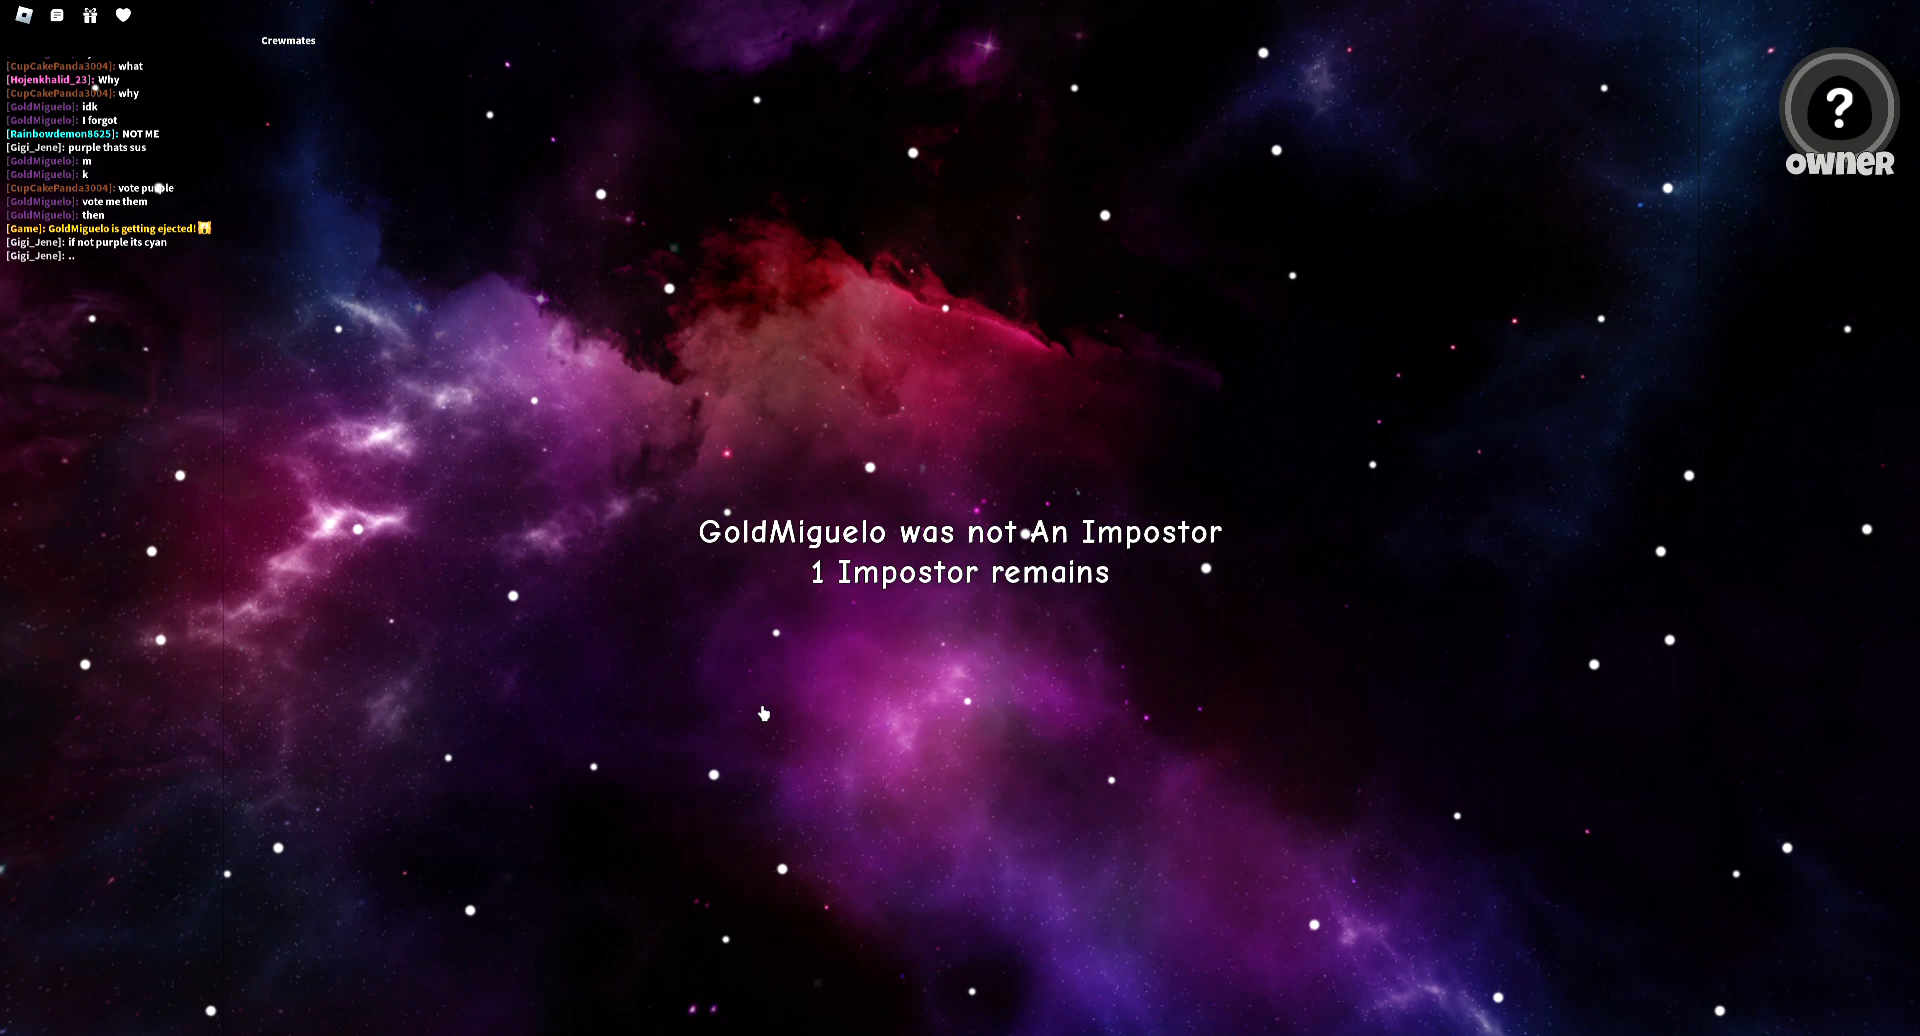 Crewmates
[CupCakePanda3004]: what
[Hojenkhalid_23]: Why
[CupCakePanda3004]: why
[GoldMiguelo]: idk
[GoldMiguelo]: I forgot
[Rainbowdemon8625]: NOT ME
[Gigi_Jene]: purple thats sus
[GoldMiguelo]: m
[GoldMiguelo]: k
[CupCakePanda3004]: vote purple
[GoldMiguelo]: vote me them
[GoldMiguelo]: then
[Game]: GoldMiguelo is getting ejected!🙀
[Gigi_Jene]: if not purple its cyan
[Gigi_Jene]: ..
?
OWNER
GoldMiguelo was not An Impostor
1 Impostor remains